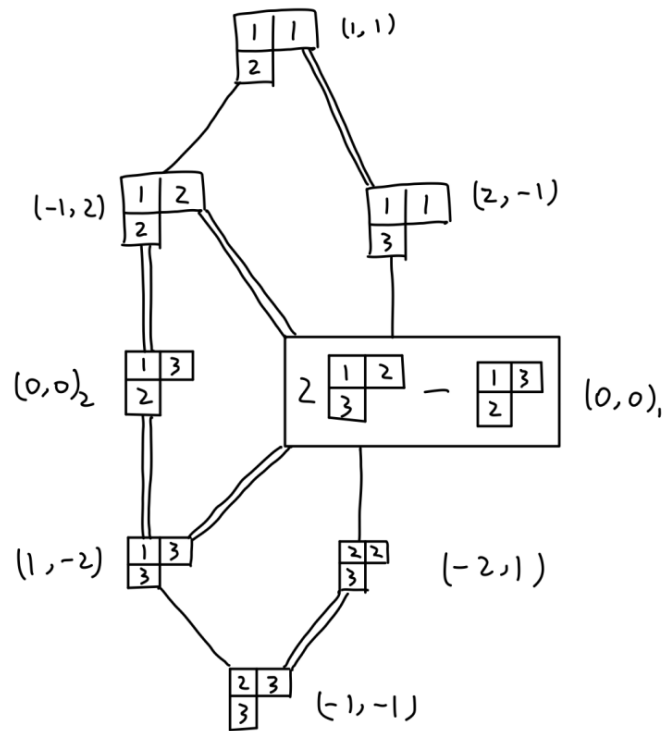 1 1 (1,1)
2
(-1,2) 1 2
2
1 1 (2,-1)
3
(0,0)₂ 1 3
2
2 1 2 — 1 3 (0,0)₁
3 2
(1,-2) 1 3
3
2 2 (-2,1)
3
2 3 (-1,-1)
3